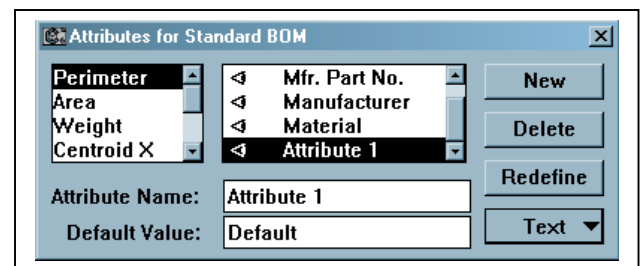 Attributes for Standard BOM
Perimeter
Area
Weight
Centroid X
Mfr. Part No.
Manufacturer
Material
Attribute 1
New
Delete
Redefine
Text
Attribute Name: Attribute 1
Default Value: Default